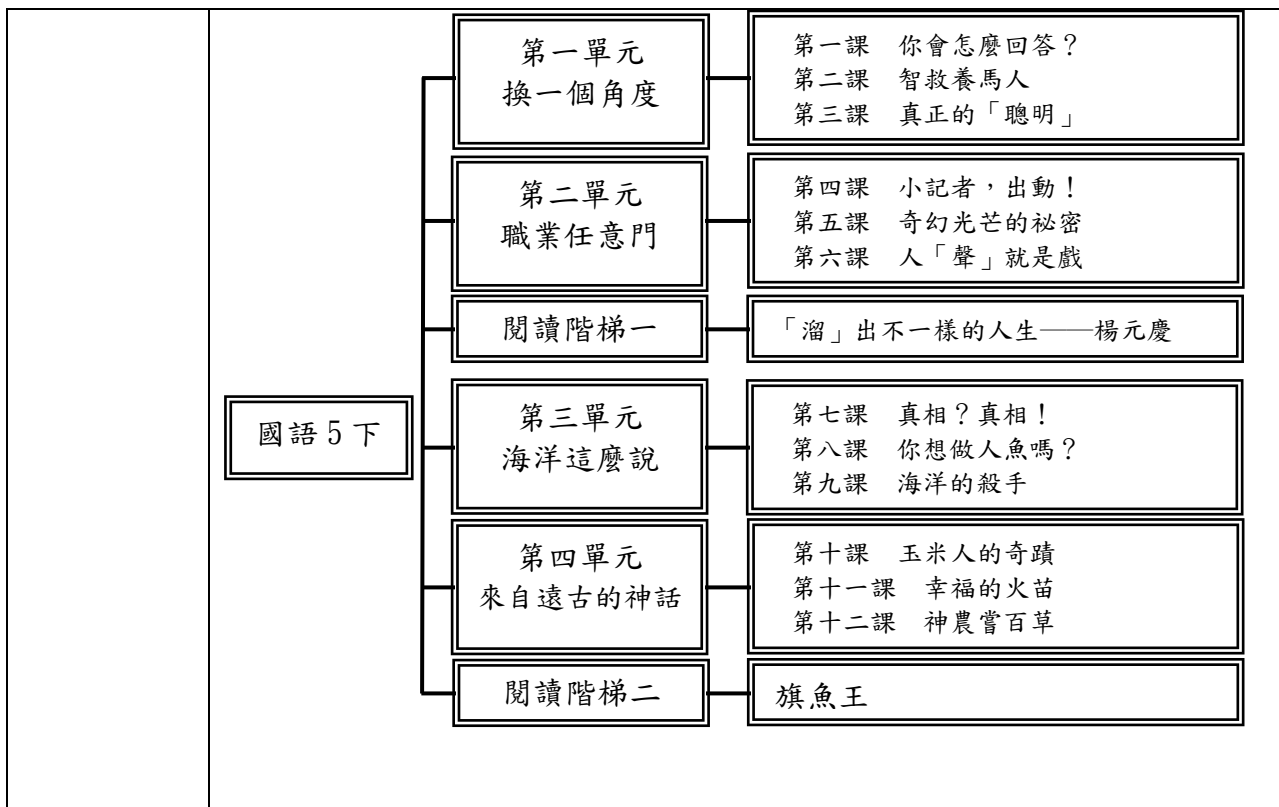 國語5下
第一單元
換一個角度
第一課　你會怎麼回答？
第二課　智救養馬人
第三課　真正的「聰明」
第二單元
職業任意門
第四課　小記者，出動！
第五課　奇幻光芒的祕密
第六課　人「聲」就是戲
閱讀階梯一
「溜」出不一樣的人生──楊元慶
第三單元
海洋這麼說
第七課　真相？真相！
第八課　你想做人魚嗎？
第九課　海洋的殺手
第四單元
來自遠古的神話
第十課　玉米人的奇蹟
第十一課　幸福的火苗
第十二課　神農嘗百草
閱讀階梯二
旗魚王